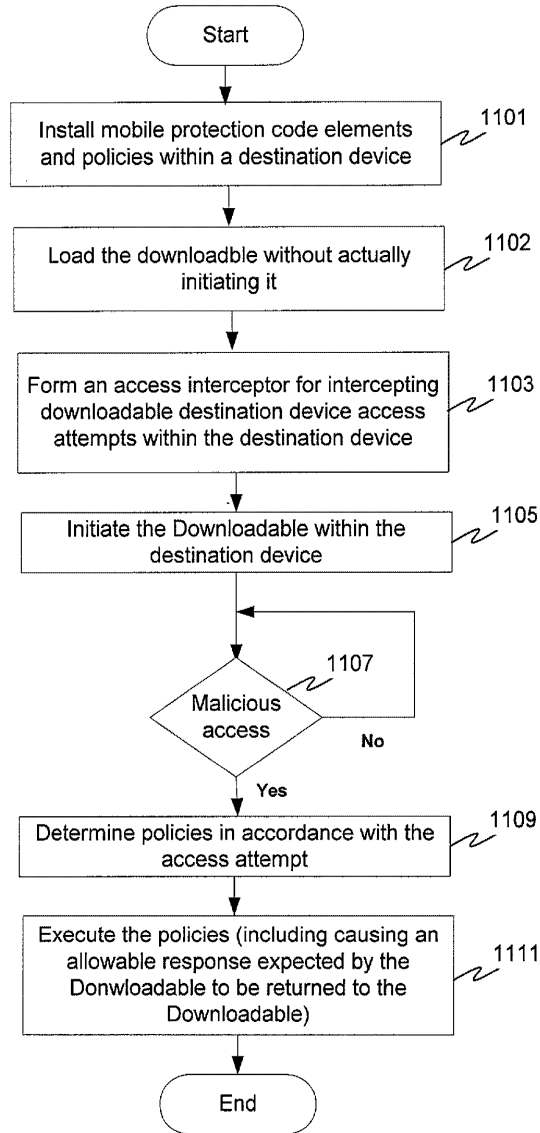 Start
Install mobile protection code elements
and policies within a destination device
1101
Load the downloadble without actually
initiating it
1102
Form an access interceptor for intercepting
downloadable destination device access
attempts within the destination device
1103
Initiate the Downloadable within the
destination device
1105
Malicious
access
1107
No
Yes
Determine policies in accordance with the
access attempt
1109
Execute the policies (including causing an
allowable response expected by the
Donwloadable to be returned to the
Downloadable)
1111
End